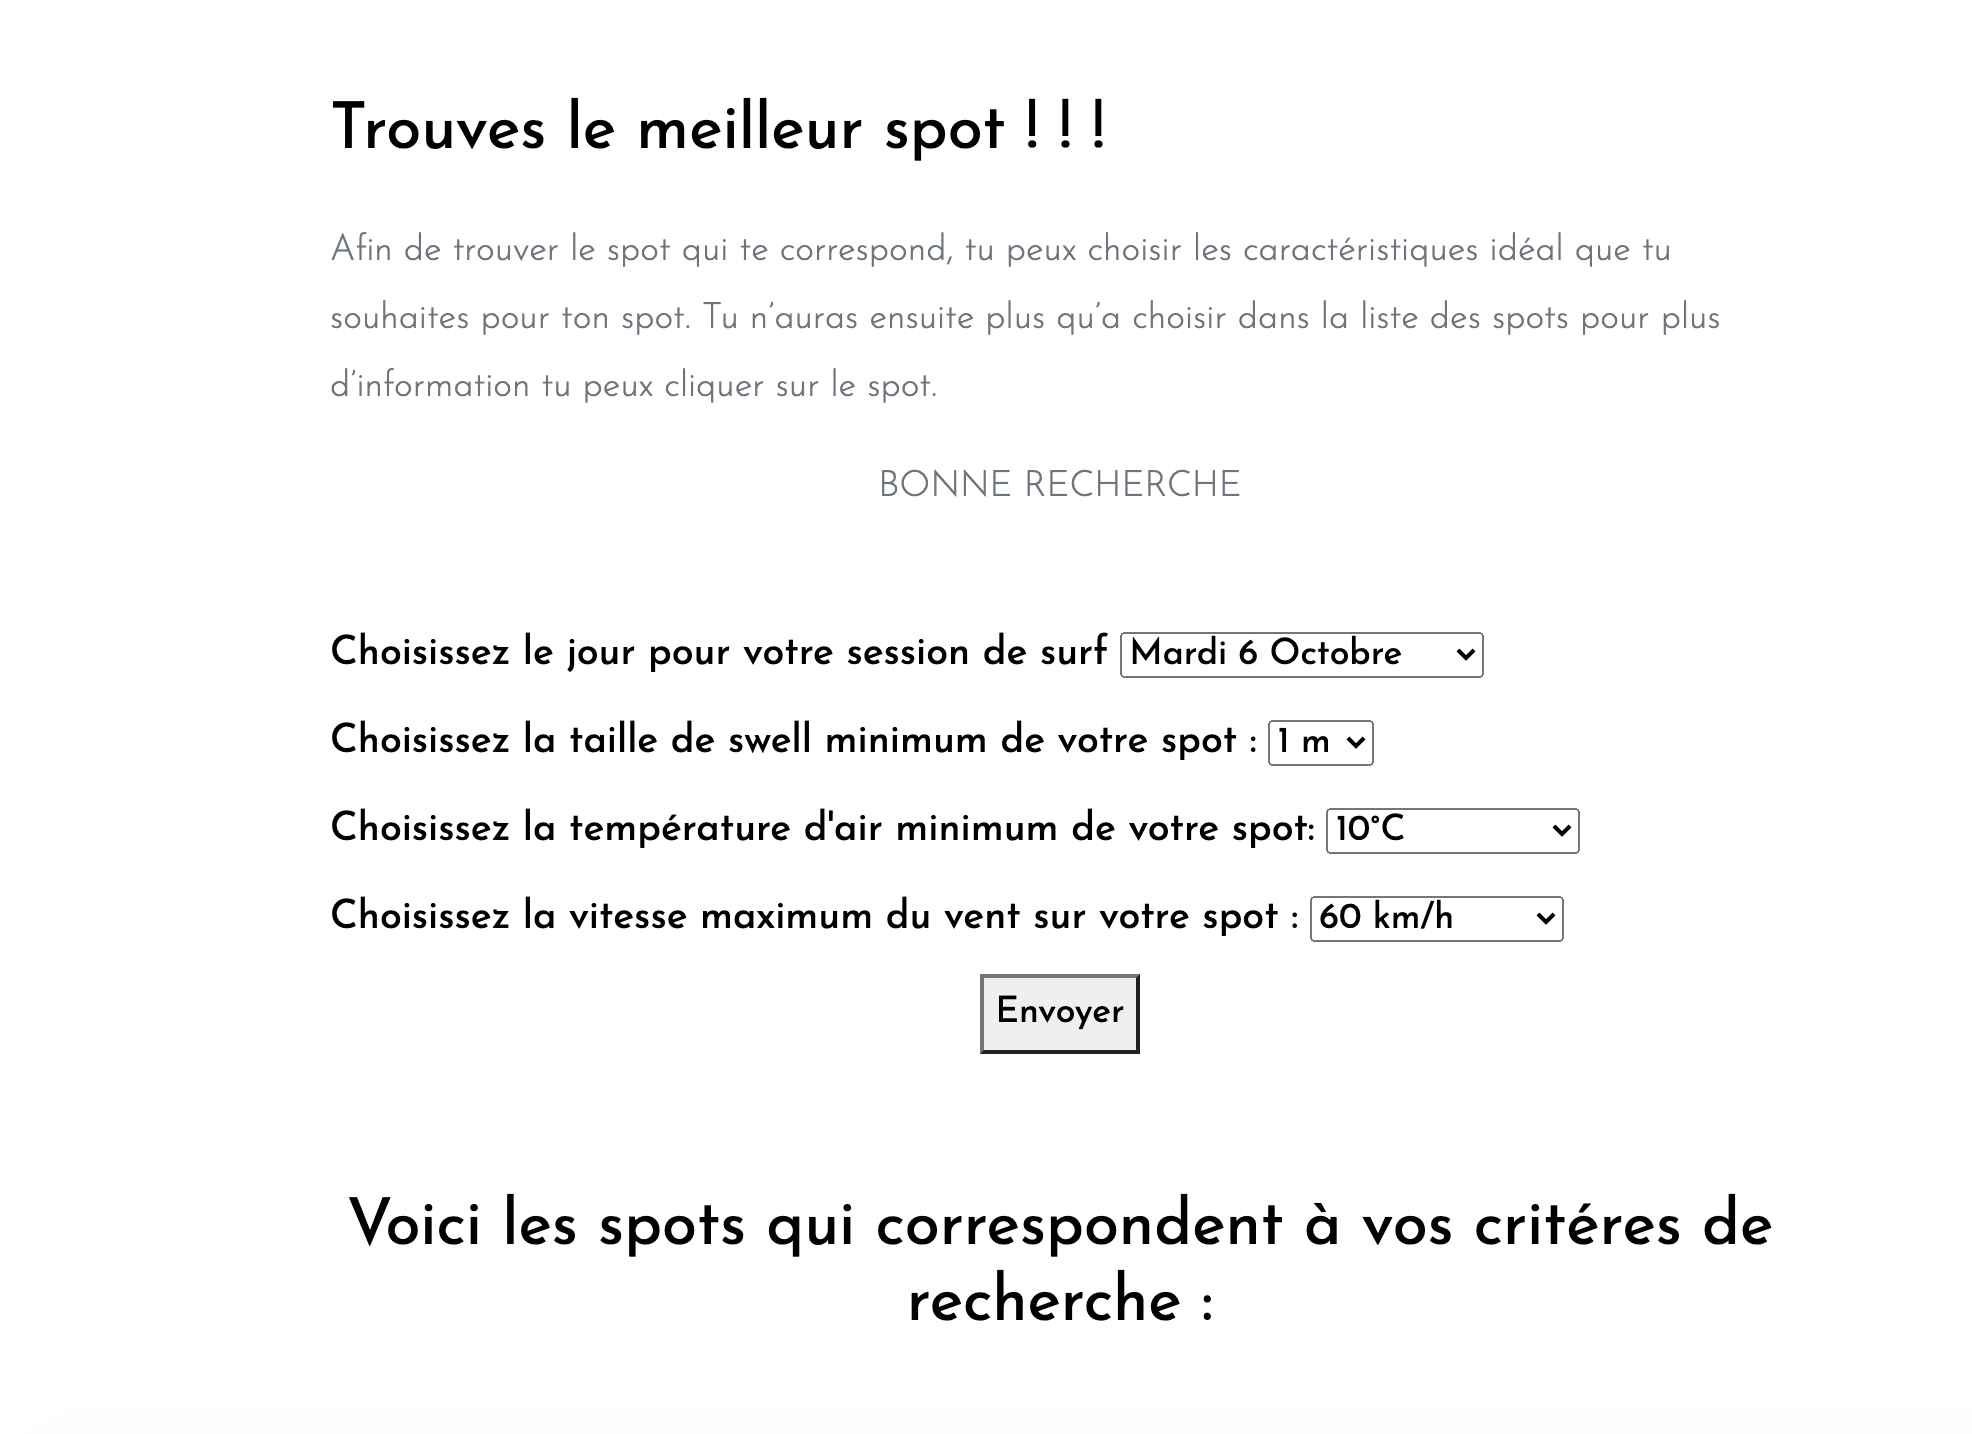 Trouves le meilleur spot ! ! !
Afin de trouver le spot qui te correspond, tu peux choisir les caractéristiques idéal que tu
souhaites pour ton spot. Tu n’auras ensuite plus qu’a choisir dans la liste des spots pour plus
d’information tu peux cliquer sur le spot.
BONNE RECHERCHE
Choisissez le jour pour votre session de surf Mardi 6 Octobre
Choisissez la taille de swell minimum de votre spot : 1 m
Choisissez la température d'air minimum de votre spot: 10°C
Choisissez la vitesse maximum du vent sur votre spot : 60 km/h
Envoyer
Voici les spots qui correspondent à vos critéres de
recherche :